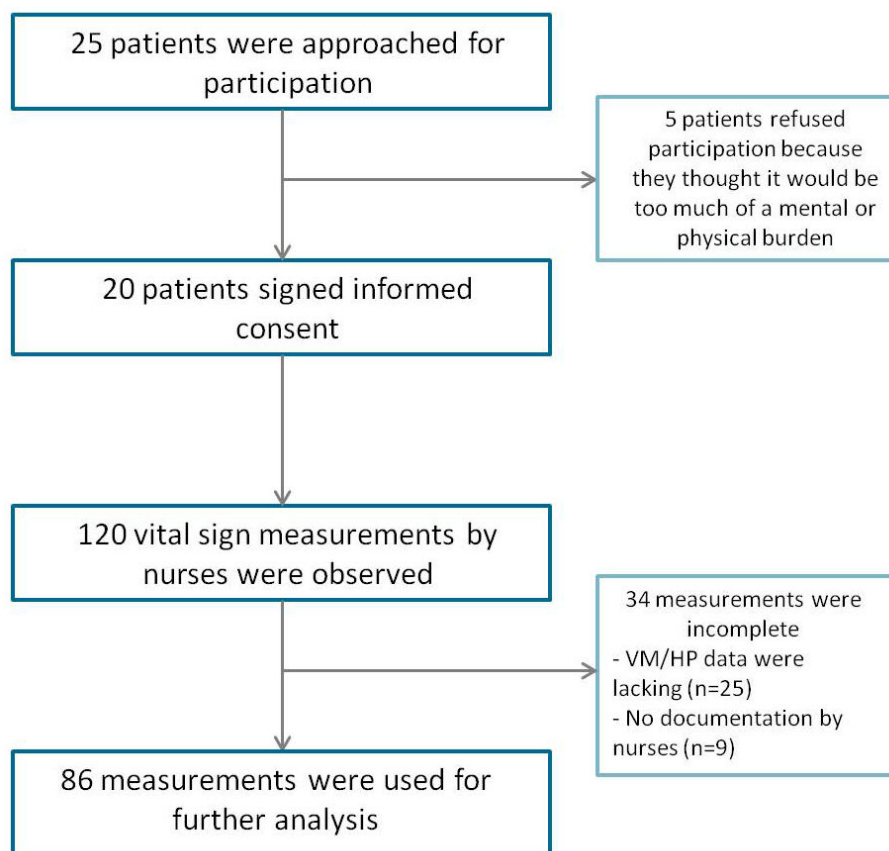 25 patients were approached for
participation
5 patients refused
participation because
they thought it would be
too much of a mental or
physical burden
20 patients signed informed
consent
120 vital sign measurements by
nurses were observed
34 measurements were
incomplete
- VM/HP data were
lacking (n=25)
- No documentation by
nurses (n=9)
86 measurements were used for
further analysis